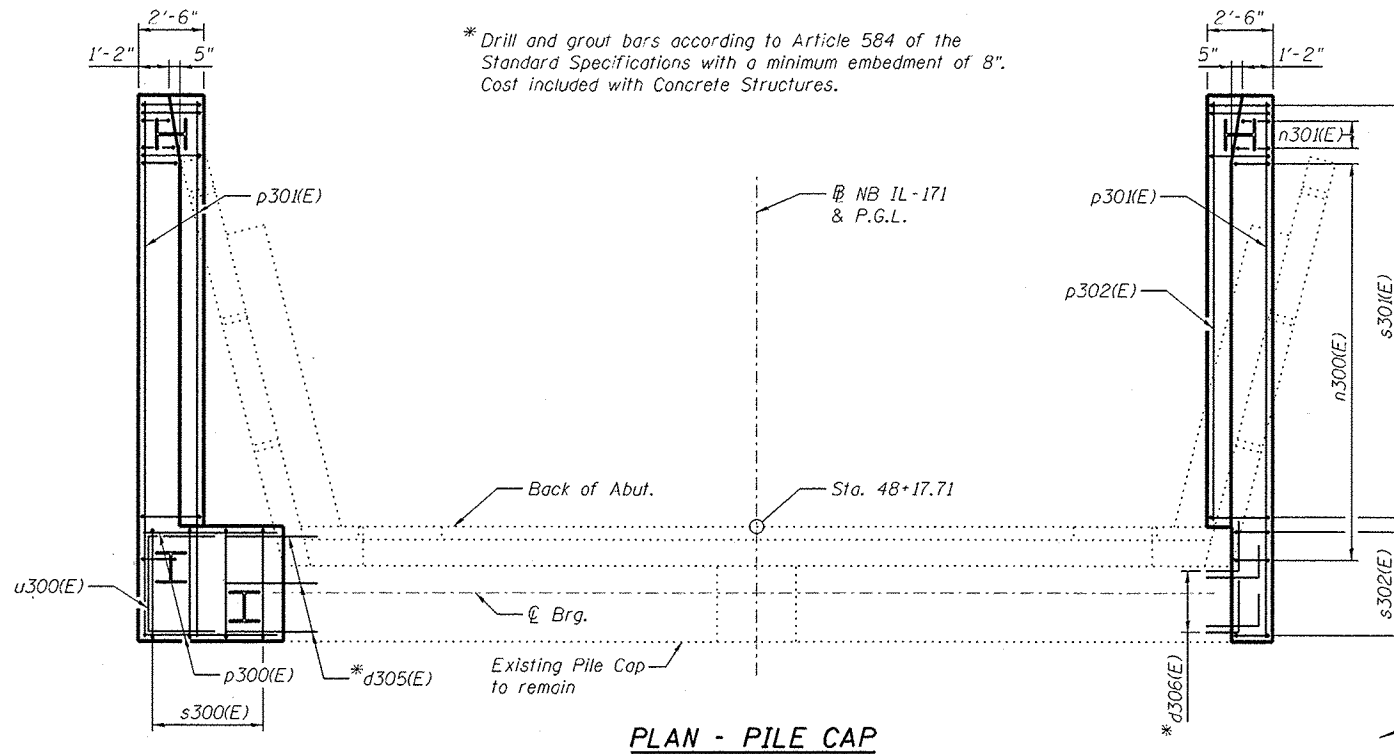 2'-6"
1'-2"
5"
* Drill and grout bars according to Article 584 of the
Standard Specifications with a minimum embedment of 8".
Cost included with Concrete Structures.
2'-6"
5"
1'-2"
n301(E)
p301(E)
℄ NB IL-171
& P.G.L.
p301(E)
p302(E)
s301(E)
n300(E)
Back of Abut.
Sta. 48+17.71
u300(E)
℄ Brg.
s302(E)
p300(E)
*d305(E)
Existing Pile Cap
to remain
*d306(E)
s300(E)
PLAN - PILE CAP